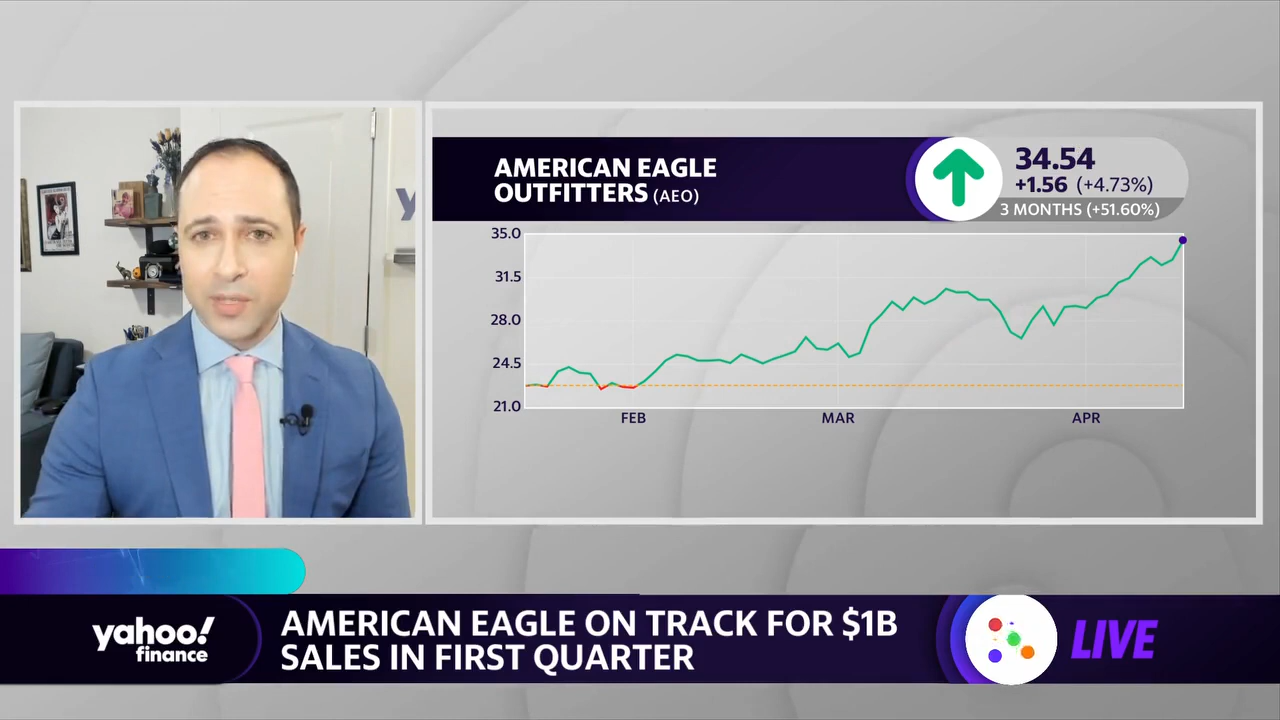 AMERICAN EAGLE
OUTFITTERS (AEO)
34.54
+1.56 (+4.73%)
3 MONTHS (+51.60%)
35.0
31.5
28.0
24.5
21.0
FEB
MAR
APR
y
yahoo!
finance
AMERICAN EAGLE ON TRACK FOR $1B
SALES IN FIRST QUARTER
LIVE